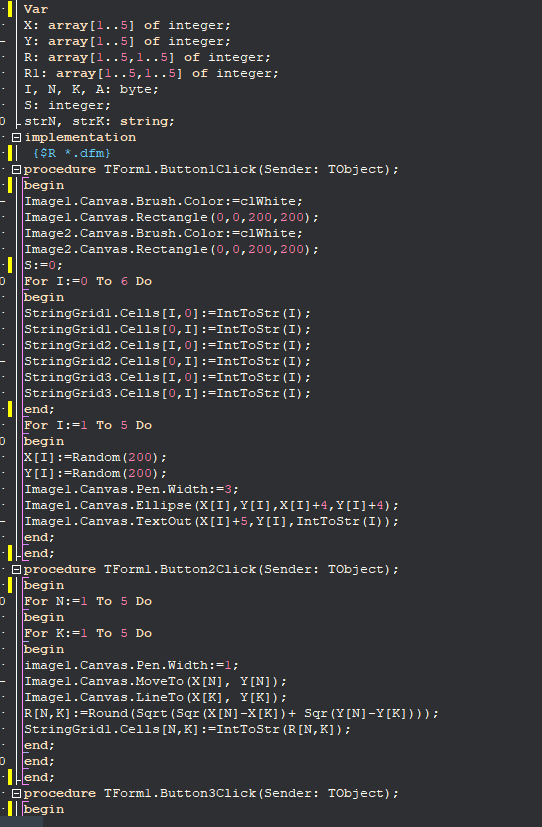 Var
X: array[1..5] of integer;
Y: array[1..5] of integer;
R: array[1..5,1..5] of integer;
R1: array[1..5,1..5] of integer;
I, N, K, A: byte;
S: integer;
strN, strK: string;
implementation
{$R *.dfm}
procedure TForm1.Button1Click(Sender: TObject);
begin
Image1.Canvas.Brush.Color:=clWhite;
Image1.Canvas.Rectangle(0,0,200,200);
Image2.Canvas.Brush.Color:=clWhite;
Image2.Canvas.Rectangle(0,0,200,200);
S:=0;
For I:=0 To 6 Do
begin
StringGrid1.Cells[I,0]:=IntToStr(I);
StringGrid1.Cells[0,I]:=IntToStr(I);
StringGrid2.Cells[I,0]:=IntToStr(I);
StringGrid2.Cells[0,I]:=IntToStr(I);
StringGrid3.Cells[I,0]:=IntToStr(I);
StringGrid3.Cells[0,I]:=IntToStr(I);
end;
For I:=1 To 5 Do
begin
X[I]:=Random(200);
Y[I]:=Random(200);
Image1.Canvas.Pen.Width:=3;
Image1.Canvas.Ellipse(X[I],Y[I],X[I]+4,Y[I]+4);
Image1.Canvas.TextOut(X[I]+5,Y[I],IntToStr(I));
end;
end;
procedure TForm1.Button2Click(Sender: TObject);
begin
For N:=1 To 5 Do
begin
For K:=1 To 5 Do
begin
image1.Canvas.Pen.Width:=1;
Image1.Canvas.MoveTo(X[N], Y[N]);
Image1.Canvas.LineTo(X[K], Y[K]);
R[N,K]:=Round(Sqrt(Sqr(X[N]-X[K])+ Sqr(Y[N]-Y[K])));
StringGrid1.Cells[N,K]:=IntToStr(R[N,K]);
end;
end;
end;
procedure TForm1.Button3Click(Sender: TObject);
begin